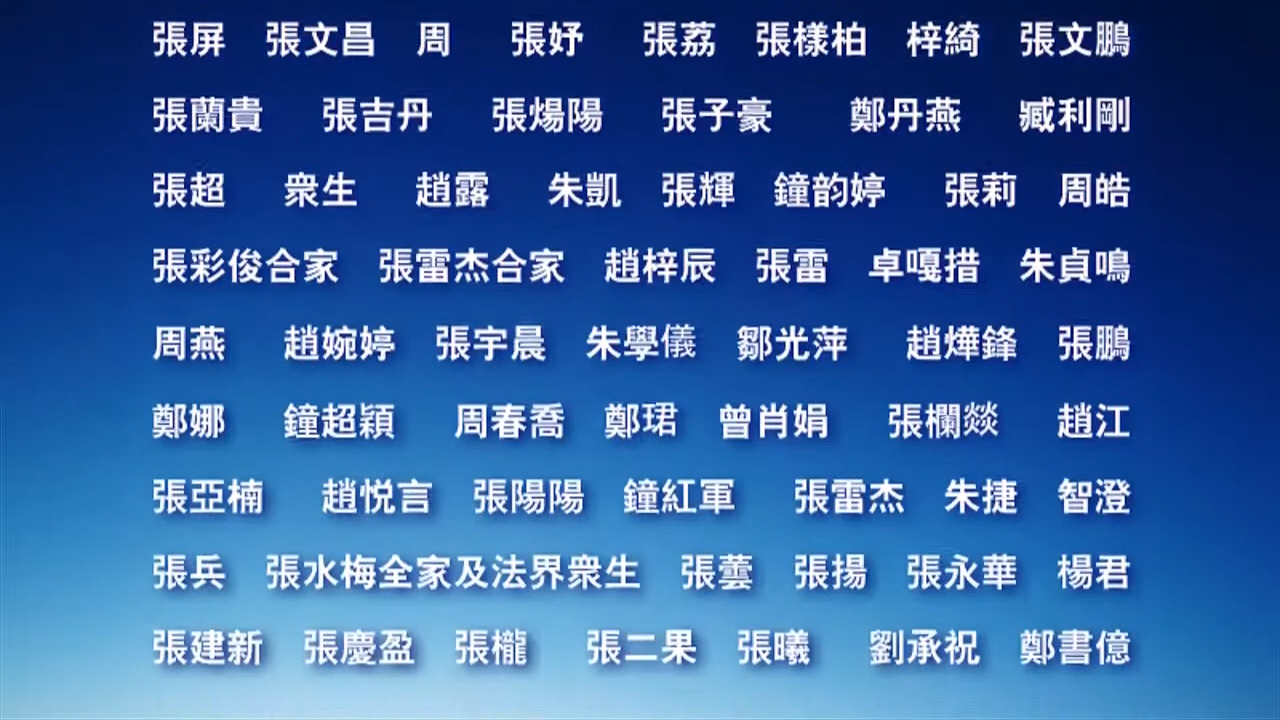 張屏 張文昌 周 張妤 張荔 張樣柏 梓綺 張文鵬
張蘭貴 張吉丹 張煬陽 張子豪 鄭丹燕 臧利剛
張超 衆生 趙露 朱凱 張輝 鐘韵婷 張莉 周皓
張彩俊合家 張雷杰合家 趙梓辰 張雷 卓嘎措 朱貞鳴
周燕 趙婉婷 張宇晨 朱學儀 鄒光萍 趙燁鋒 張鵬
鄭娜 鐘超穎 周春喬 鄭珺 曾肖娟 張欄燚 趙江
張亞楠 趙悦言 張陽陽 鐘紅軍 張雷杰 朱捷 智澄
張兵 張水梅全家及法界衆生 張蕓 張揚 張永華 楊君
張建新 張慶盈 張櫳 張二果 張曦 劉承祝 鄭書億